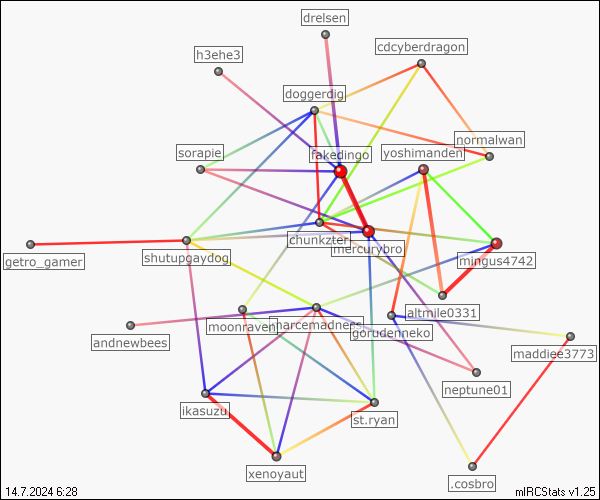 drelsen
cdcyberdragon
h3ehe3
doggerdig
normalwan
sorapie
fakedingo
yoshimanden
chunkzter
mercurybro
shutupgaydog
getro_gamer
mingus4742
altmile0331
moonraven
marcemadness
gorudenneko
andnewbees
maddiee3773
neptune01
ikasuzu
st.ryan
xenoyaut
.cosbro
14.7.2024 6:28
mIRCStats v1.25